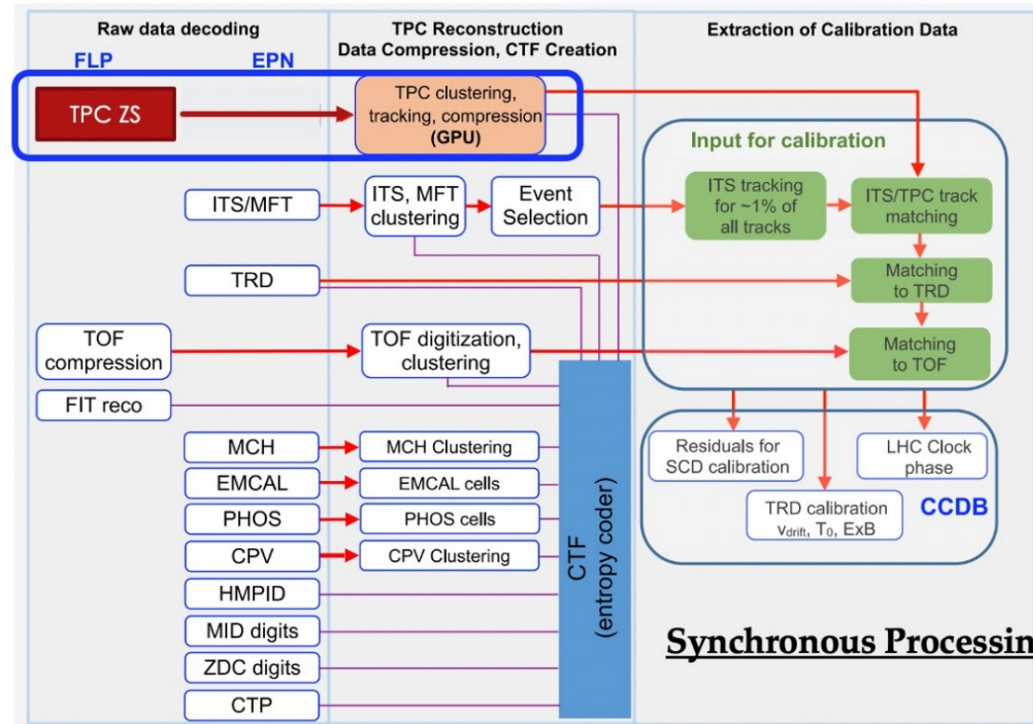 Raw data decoding
FLP
EPN
TPC Reconstruction
Data Compression, CTF Creation
Extraction of Calibration Data
TPC ZS
TPC clustering,
tracking, compression
(GPU)
Input for calibration
ITS/MFT
ITS, MFT
clustering
Event
Selection
ITS tracking
for ~1% of
all tracks
ITS/TPC track
matching
TRD
Matching
to TRD
TOF
compression
TOF digitization,
clustering
Matching
to TOF
FIT reco
MCH
MCH Clustering
EMCAL
EMCAL cells
PHOS
PHOS cells
CPV
CPV Clustering
HMPID
MID digits
ZDC digits
CTP
CTF
(entropy coder)
Residuals for
SCD calibration
LHC Clock
phase
TRD calibration
Vdrift, T0, ExB
CCDB
Synchronous Processin